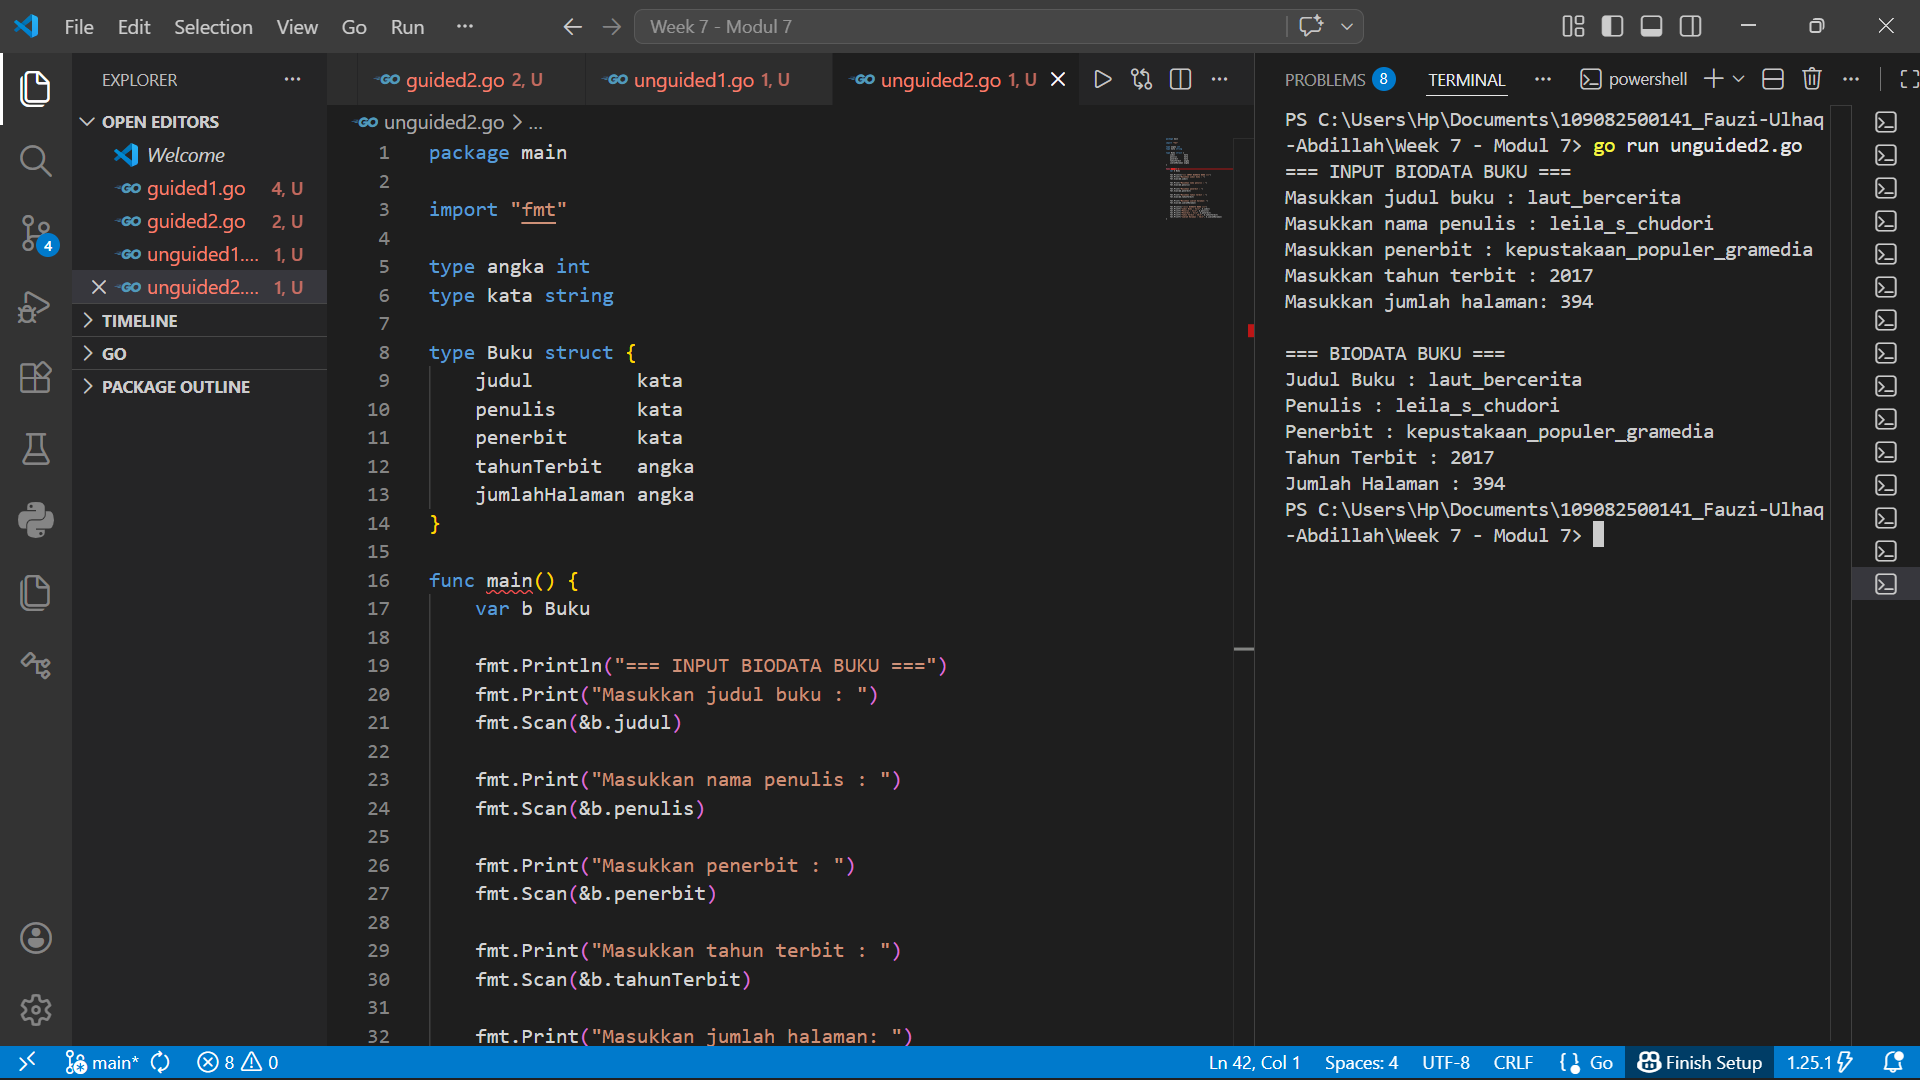 File Edit Selection View Go Run ···
Week 7 - Modul 7
EXPLORER ···
OPEN EDITORS
Welcome
guided1.go 4, U
guided2.go 2, U
unguided1.... 1, U
unguided2.... 1, U
TIMELINE
GO
PACKAGE OUTLINE
4
guided2.go 2, U
unguided1.go 1, U
unguided2.go 1, U
unguided2.go > ...
1 package main
2
3 import "fmt"
4
5 type angka int
6 type kata string
7
8 type Buku struct {
9 judul kata
10 penulis kata
11 penerbit kata
12 tahunTerbit angka
13 jumlahHalaman angka
14 }
15
16 func main() {
17 var b Buku
18
19 fmt.Println("=== INPUT BIODATA BUKU ===")
20 fmt.Print("Masukkan judul buku : ")
21 fmt.Scan(&b.judul)
22
23 fmt.Print("Masukkan nama penulis : ")
24 fmt.Scan(&b.penulis)
25
26 fmt.Print("Masukkan penerbit : ")
27 fmt.Scan(&b.penerbit)
28
29 fmt.Print("Masukkan tahun terbit : ")
30 fmt.Scan(&b.tahunTerbit)
31
32 fmt.Print("Masukkan jumlah halaman: ")
PROBLEMS 8 TERMINAL ··· powershell
PS C:\Users\Hp\Documents\109082500141_Fauzi-Ulhaq
-Abdillah\Week 7 - Modul 7> go run unguided2.go
=== INPUT BIODATA BUKU ===
Masukkan judul buku : laut_bercerita
Masukkan nama penulis : leila_s_chudori
Masukkan penerbit : kepustakaan_populer_gramedia
Masukkan tahun terbit : 2017
Masukkan jumlah halaman: 394

=== BIODATA BUKU ===
Judul Buku : laut_bercerita
Penulis : leila_s_chudori
Penerbit : kepustakaan_populer_gramedia
Tahun Terbit : 2017
Jumlah Halaman : 394
PS C:\Users\Hp\Documents\109082500141_Fauzi-Ulhaq
-Abdillah\Week 7 - Modul 7>
main* 8 0
Ln 42, Col 1 Spaces: 4 UTF-8 CRLF Go Finish Setup 1.25.1